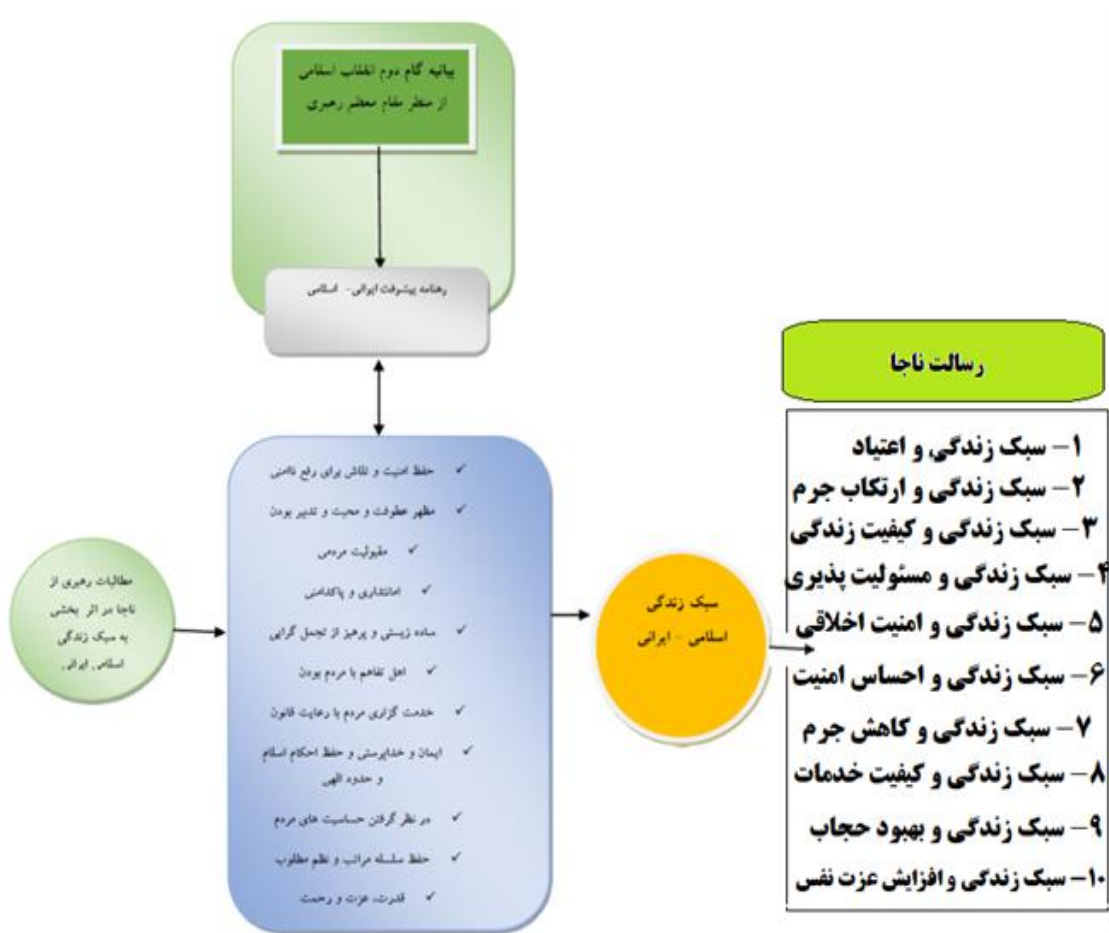 بیانیه گام دوم انقلاب اسلامی
از منظر مقام معظم رهبری
رهنامه پیشرفت ایرانی- اسلامی
رسالت ناجا
۱- سبک زندگی و اعتیاد
۲- سبک زندگی و ارتکاب جرم
۳- سبک زندگی و کیفیت زندگی
۴- سبک زندگی و مسئولیت پذیری
۵- سبک زندگی و امنیت اخلاقی
۶- سبک زندگی و احساس امنیت
۷- سبک زندگی و کاهش جرم
۸- سبک زندگی و کیفیت خدمات
۹- سبک زندگی و بهبود حجاب
۱۰- سبک زندگی و افزایش عزت نفس
سبک زندگی
اسلامی - ایرانی
✓ حفظ امنیت و تلاش برای رفع ناامنی
✓ مظهر عطوفت و محبت و تدبیر بودن
✓ مقبولیت مردمی
✓ امانتداری و پاکدامنی
✓ ساده زیستی و پرهیز از تجمل گرایی
✓ اهل تفاهم با مردم بودن
✓ خدمت گزاری مردم با رعایت قانون
✓ ایمان و خداپرستی و حفظ احکام اسلام
و حدود الهی
✓ در نظر گرفتن حساسیت های مردم
✓ حفظ سلسله مراتب و نظم مطلوب
✓ قدرت، عزت و رحمت
مطالبات رهبری از
ناجا در اثر بخشی
به سبک زندگی
اسلامی ایرانی